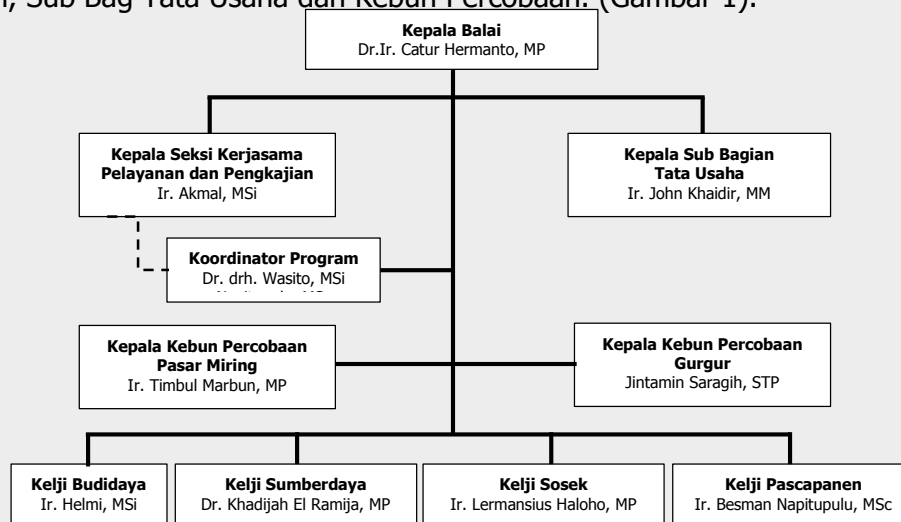 , Sub Bag Tata Usaha dan Kebun Percobaan. (Gambar 1).
Kepala Balai
Dr.Ir. Catur Hermanto, MP
Kepala Seksi Kerjasama
Pelayanan dan Pengkajian
Ir. Akmal, MSi
Kepala Sub Bagian
Tata Usaha
Ir. John Khaidir, MM
Koordinator Program
Dr. drh. Wasito, MSi
Kepala Kebun Percobaan
Pasar Miring
Ir. Timbul Marbun, MP
Kepala Kebun Percobaan
Gurgur
Jintamin Saragih, STP
Kelji Budidaya
Ir. Helmi, MSi
Kelji Sumberdaya
Dr. Khadijah El Ramija, MP
Kelji Sosek
Ir. Lermansius Haloho, MP
Kelji Pascapanen
Ir. Besman Napitupulu, MSc